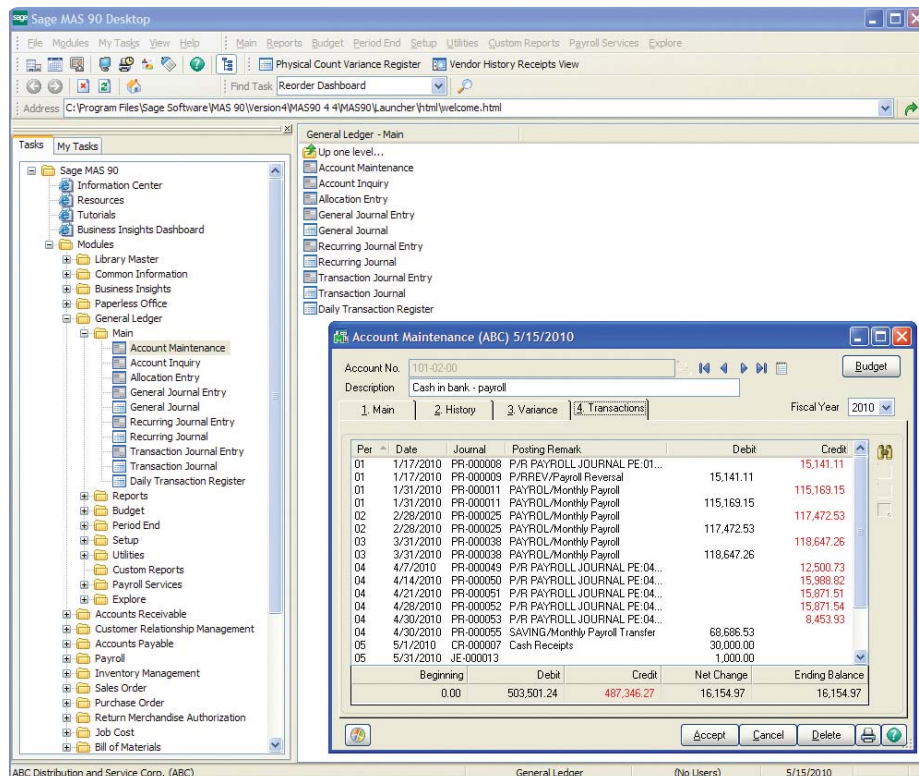 sage Sage MAS 90 Desktop
File Modules My Tasks View Help Main Reports Budget Period End Setup Utilities Custom Reports Payroll Services Explore
Physical Count Variance Register Vendor History Receipts View
Find Task Reorder Dashboard
Address C:\Program Files\Sage Software\MAS 90\Version4\MAS90 4 4\MAS90\Launcher\html\welcome.html
Tasks My Tasks
Sage MAS 90
Information Center
Resources
Tutorials
Business Insights Dashboard
Modules
Library Master
Common Information
Business Insights
Paperless Office
General Ledger
Main
Account Maintenance
Account Inquiry
Allocation Entry
General Journal Entry
General Journal
Recurring Journal Entry
Recurring Journal
Transaction Journal Entry
Transaction Journal
Daily Transaction Register
Reports
Budget
Period End
Setup
Utilities
Custom Reports
Payroll Services
Explore
Accounts Receivable
Customer Relationship Management
Accounts Payable
Payroll
Inventory Management
Sales Order
Purchase Order
Return Merchandise Authorization
Job Cost
Bill of Materials
General Ledger - Main
Up one level...
Account Maintenance
Account Inquiry
Allocation Entry
General Journal Entry
General Journal
Recurring Journal Entry
Recurring Journal
Transaction Journal Entry
Transaction Journal
Daily Transaction Register
Account Maintenance (ABC) 5/15/2010
Account No. 101-02-00 Budget
Description Cash in bank - payroll
1. Main 2. History 3. Variance 4. Transactions Fiscal Year 2010
Per Date Journal Posting Remark Debit Credit
01 1/17/2010 PR-000008 P/R PAYROLL JOURNAL PE:01... 15,141.11
01 1/17/2010 PR-000009 P/RREV/Payroll Reversal 15,141.11
01 1/31/2010 PR-000011 PAYROL/Monthly Payroll 115,169.15
01 1/31/2010 PR-000011 PAYROL/Monthly Payroll 115,169.15
02 2/28/2010 PR-000025 PAYROL/Monthly Payroll 117,472.53
02 2/28/2010 PR-000025 PAYROL/Monthly Payroll 117,472.53
03 3/31/2010 PR-000038 PAYROL/Monthly Payroll 118,647.26
03 3/31/2010 PR-000038 PAYROL/Monthly Payroll 118,647.26
04 4/7/2010 PR-000049 P/R PAYROLL JOURNAL PE:04... 12,500.73
04 4/14/2010 PR-000050 P/R PAYROLL JOURNAL PE:04... 15,988.82
04 4/21/2010 PR-000051 P/R PAYROLL JOURNAL PE:04... 15,871.51
04 4/28/2010 PR-000052 P/R PAYROLL JOURNAL PE:04... 15,871.54
04 4/30/2010 PR-000053 P/R PAYROLL JOURNAL PE:04... 8,453.93
04 4/30/2010 PR-000055 SAVING/Monthly Payroll Transfer 68,686.53
05 5/1/2010 CR-000007 Cash Receipts 30,000.00
05 5/31/2010 JE-000013 1,000.00
Beginning Debit Credit Net Change Ending Balance
0.00 503,501.24 487,346.27 16,154.97 16,154.97
Accept Cancel Delete
ABC Distribution and Service Corp. (ABC) General Ledger (No Users) 5/15/2010